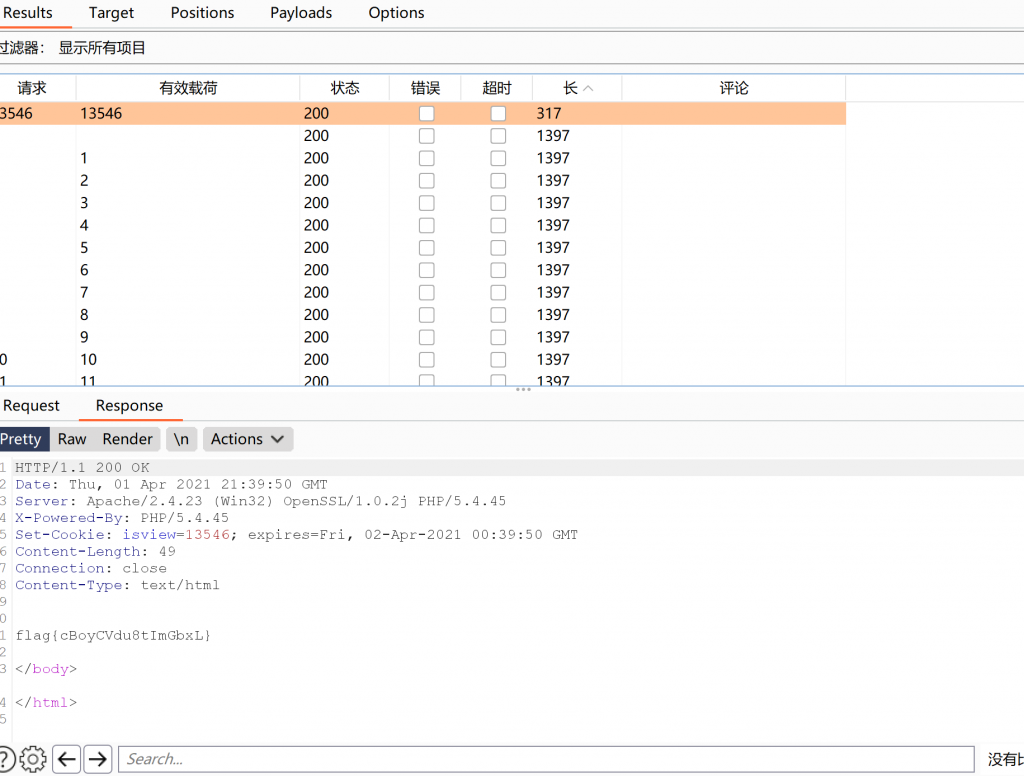 Results Target Positions Payloads Options
过滤器： 显示所有项目
请求 有效载荷 状态 错误 超时 长 评论
3546 13546 200 317
200 1397
1 200 1397
2 200 1397
3 200 1397
4 200 1397
5 200 1397
6 200 1397
7 200 1397
8 200 1397
9 200 1397
0 10 200 1397
1 11 200 1397
Request Response
Pretty Raw Render \n Actions
1 HTTP/1.1 200 OK
2 Date: Thu, 01 Apr 2021 21:39:50 GMT
3 Server: Apache/2.4.23 (Win32) OpenSSL/1.0.2j PHP/5.4.45
4 X-Powered-By: PHP/5.4.45
5 Set-Cookie: isview=13546; expires=Fri, 02-Apr-2021 00:39:50 GMT
6 Content-Length: 49
7 Connection: close
8 Content-Type: text/html
9
0
1 flag{cBoyCVdu8tImGbxL}
2
3 </body>
4 </html>
5
? Search...
没有比